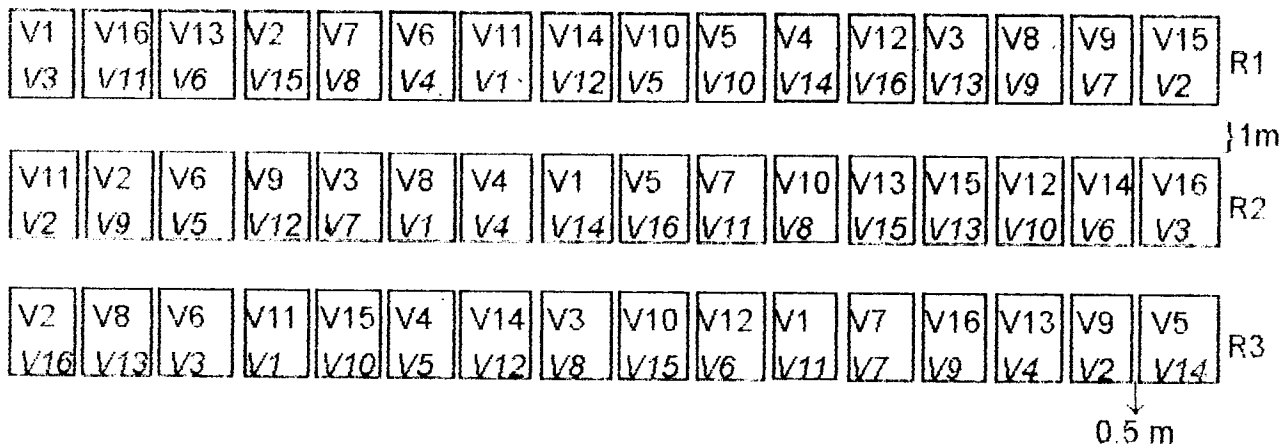 V1 V16 V13 V2 V7 V6 V11 V14 V10 V5 V4 V12 V3 V8 V9 V15
V3 V11 V6 V15 V8 V4 V1 V12 V5 V10 V14 V16 V13 V9 V7 V2
R1
}1m
V11 V2 V6 V9 V3 V8 V4 V1 V5 V7 V10 V13 V15 V12 V14 V16
V2 V9 V5 V12 V7 V1 V4 V14 V16 V11 V8 V15 V13 V10 V6 V3
R2
V2 V8 V6 V11 V15 V4 V14 V3 V10 V12 V1 V7 V16 V13 V9 V5
V16 V13 V3 V1 V10 V5 V12 V8 V15 V6 V11 V7 V9 V4 V2 V14
R3
0.5 m